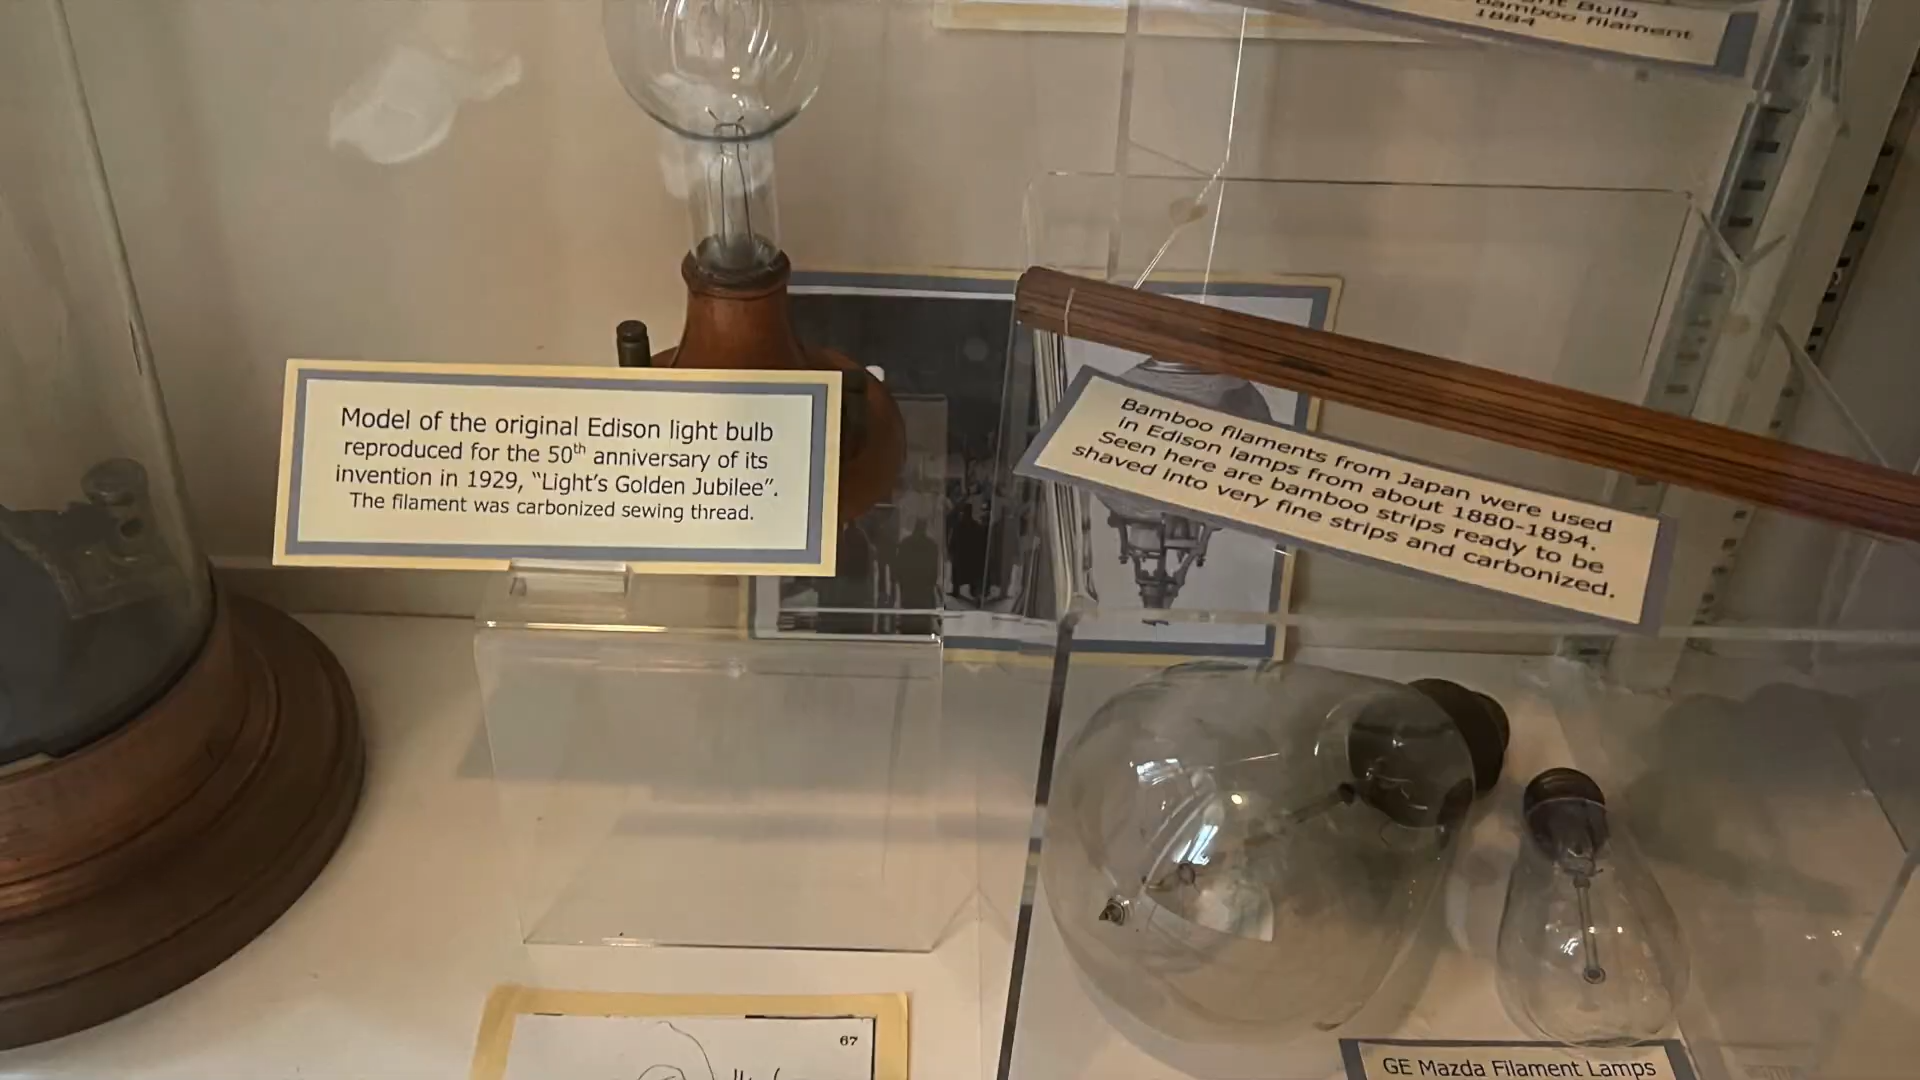 Bulb
Bamboo filament
1884
Model of the original Edison light bulb
reproduced for the 50th anniversary of its
invention in 1929, “Light’s Golden Jubilee”.
The filament was carbonized sewing thread.
Bamboo filaments from Japan were used
in Edison lamps from about 1880-1894.
Seen here are bamboo strips ready to be
shaved into very fine strips and carbonized.
67
GE Mazda Filament Lamps